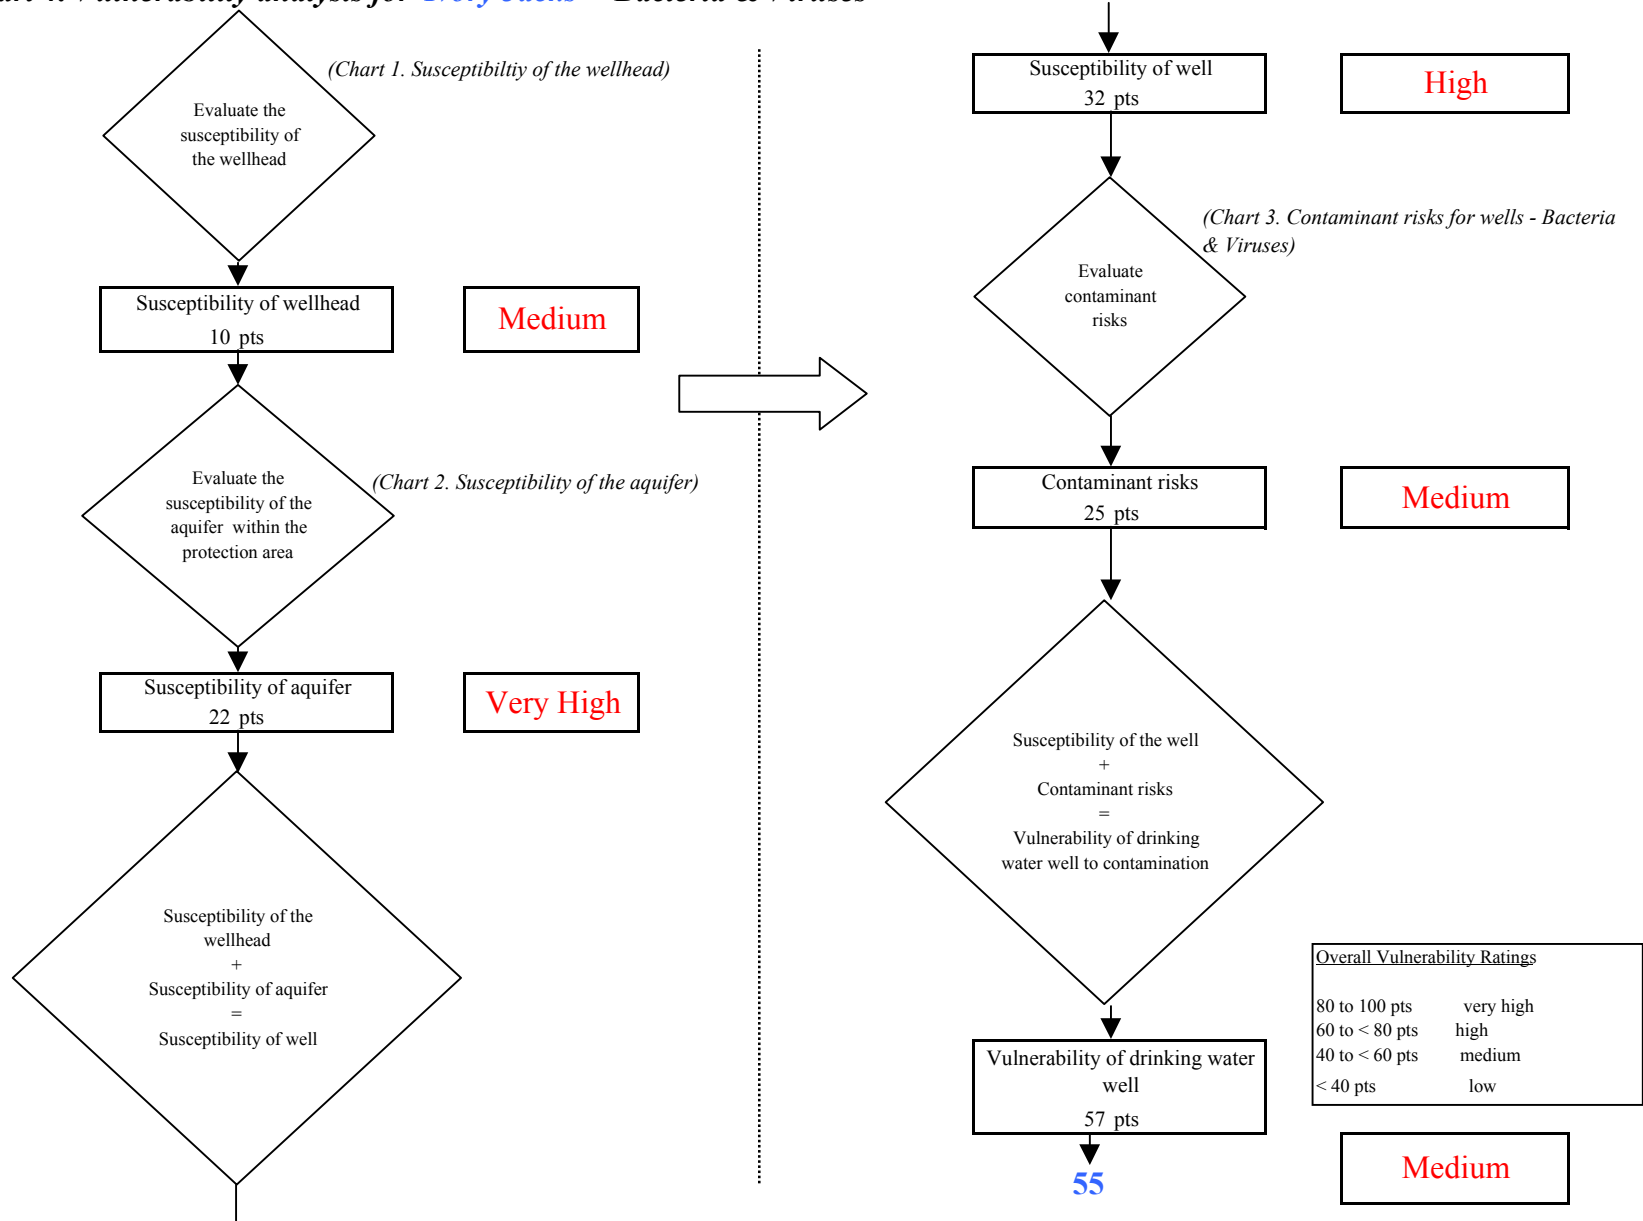 Vulnerability analysis for
Bacteria & Viruses
(Chart 1. Susceptibiltiy of the wellhead)
Evaluate the
susceptibility of
the wellhead
Susceptibility of wellhead
10 pts
Medium
(Chart 2. Susceptibility of the aquifer)
Evaluate the
susceptibility of the
aquifer within the
protection area
Susceptibility of aquifer
22 pts
Very High
Susceptibility of the
wellhead
+
Susceptibility of aquifer
=
Susceptibility of well
Susceptibility of well
32 pts
High
(Chart 3. Contaminant risks for wells - Bacteria
& Viruses)
Evaluate
contaminant
risks
Contaminant risks
25 pts
Medium
Susceptibility of the well
+
Contaminant risks
=
Vulnerability of drinking
water well to contamination
Overall Vulnerability Ratings
80 to 100 pts very high
60 to < 80 pts high
40 to < 60 pts medium
< 40 pts low
Vulnerability of drinking water
well
57 pts
55
Medium